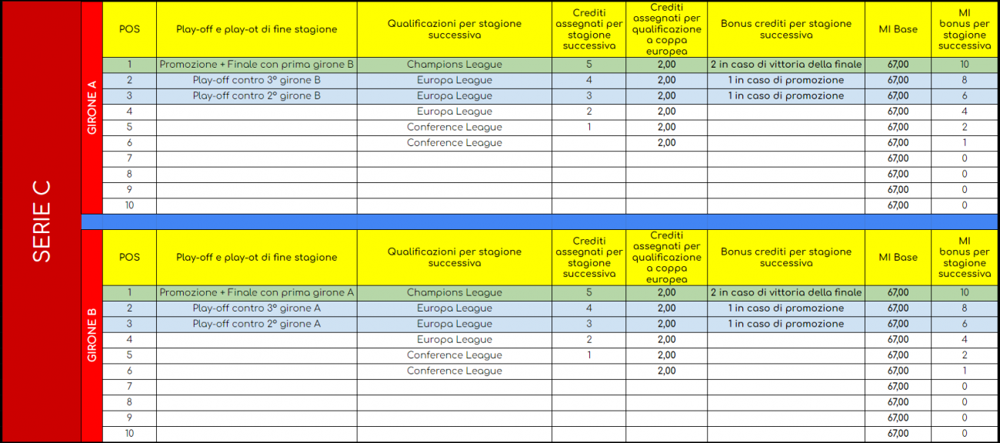 SERIE C
GIRONE A
POS Play-off e play-ot di fine stagione Qualificazioni per stagione successiva Crediti assegnati per stagione successiva Crediti assegnati per qualificazione a coppa europea Bonus crediti per stagione successiva MI Base MI bonus per stagione successiva
1 Promozione + Finale con prima girone B Champions League 5 2,00 2 in caso di vittoria della finale 67,00 10
2 Play-off contro 3° girone B Europa League 4 2,00 1 in caso di promozione 67,00 8
3 Play-off contro 2° girone B Europa League 3 2,00 1 in caso di promozione 67,00 6
4 Europa League 2 2,00 67,00 4
5 Conference League 1 2,00 67,00 2
6 Conference League 2,00 67,00 1
7 67,00 0
8 67,00 0
9 67,00 0
10 67,00 0
GIRONE B
POS Play-off e play-ot di fine stagione Qualificazioni per stagione successiva Crediti assegnati per stagione successiva Crediti assegnati per qualificazione a coppa europea Bonus crediti per stagione successiva MI Base MI bonus per stagione successiva
1 Promozione + Finale con prima girone A Champions League 5 2,00 2 in caso di vittoria della finale 67,00 10
2 Play-off contro 3° girone A Europa League 4 2,00 1 in caso di promozione 67,00 8
3 Play-off contro 2° girone A Europa League 3 2,00 1 in caso di promozione 67,00 6
4 Europa League 2 2,00 67,00 4
5 Conference League 1 2,00 67,00 2
6 Conference League 2,00 67,00 1
7 67,00 0
8 67,00 0
9 67,00 0
10 67,00 0